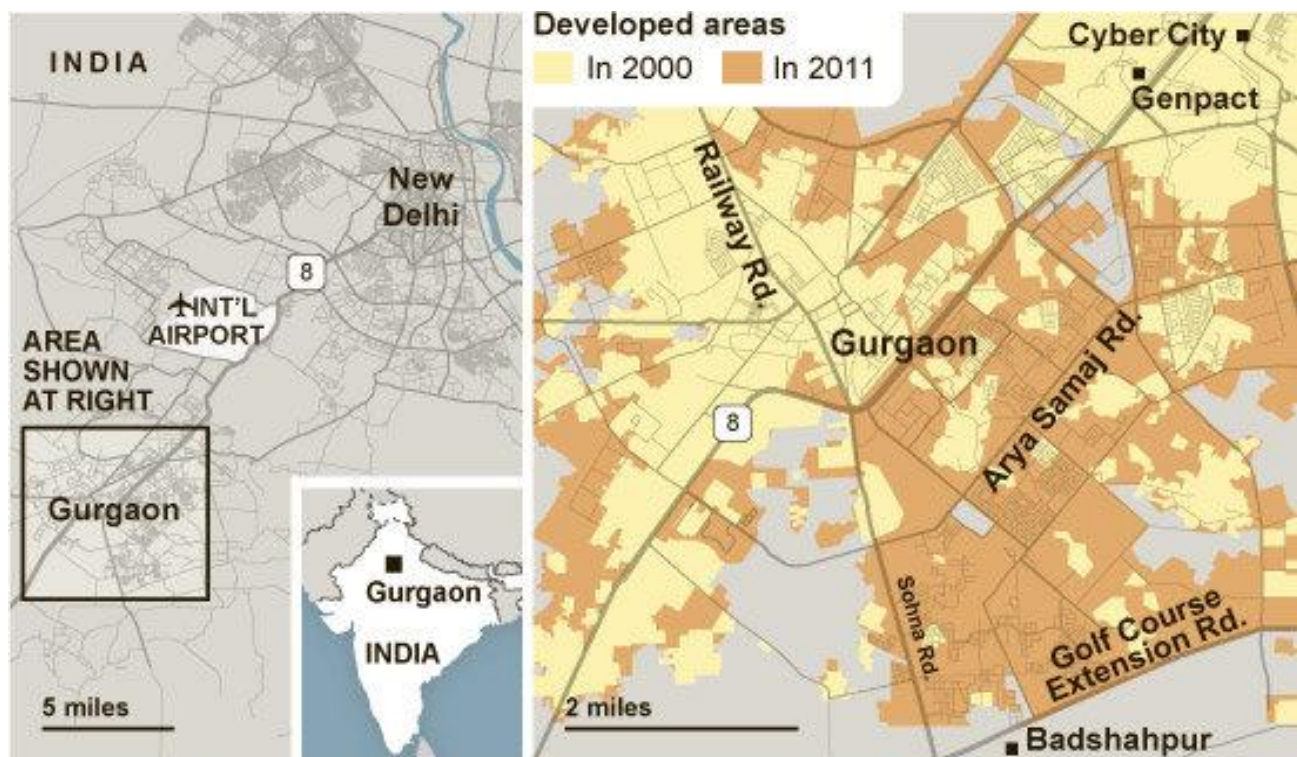 INDIA
New
Delhi
8
INT'L
AIRPORT
AREA
SHOWN
AT RIGHT
Gurgaon
5 miles
Gurgaon
INDIA
Developed areas
In 2000 In 2011
Cyber City
Genpact
Railway Rd.
Gurgaon
8
Arya Samaj Rd.
Sohna Rd.
Golf Course
Extension Rd.
2 miles
Badshahpur